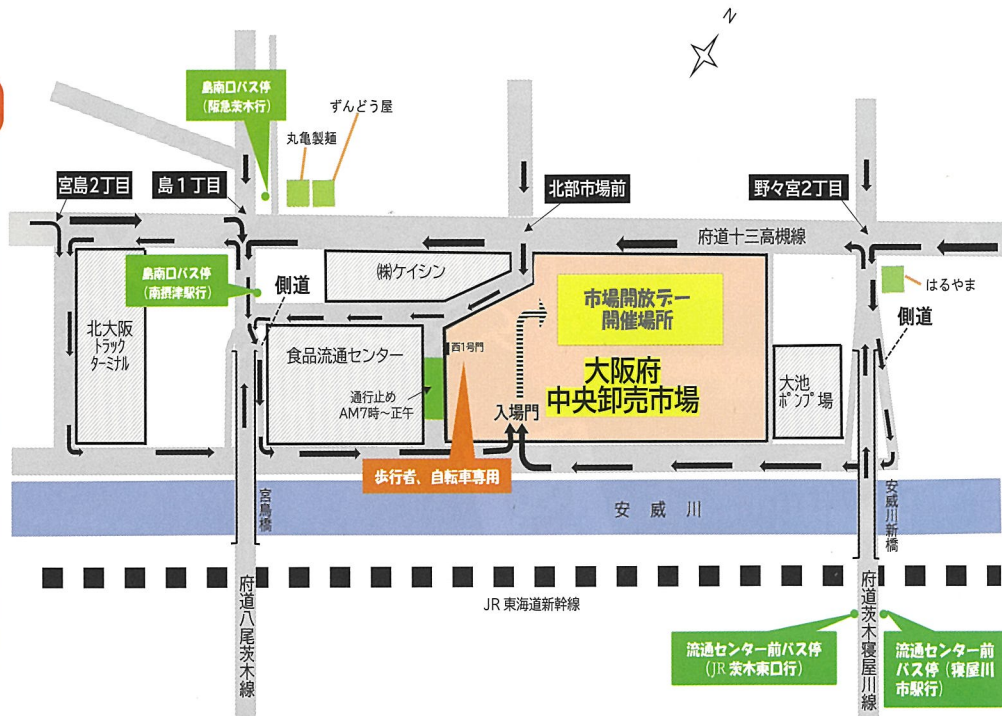 N
島南口バス停
(阪急茨木行)
ずんどう屋
丸亀製麺
宮島2丁目
島1丁目
北部市場前
野々宮2丁目
府道十三高槻線
島南口バス停
(南摂津駅行)
側道
㈱ケイシン
市場開放デー
開催場所
はるやま
側道
北大阪
トラック
ターミナル
食品流通センター
西1号門
大阪府
中央卸売市場
大池
ポンプ場
通行止め
AM7時～正午
入場門
歩行者、自転車専用
宮鳥橋
安威川
安威川新橋
JR東海道新幹線
府道八尾茨木線
府道茨木寝屋川線
流通センター前バス停
(JR茨木東口行)
流通センター前
バス停(寝屋川
市駅行)